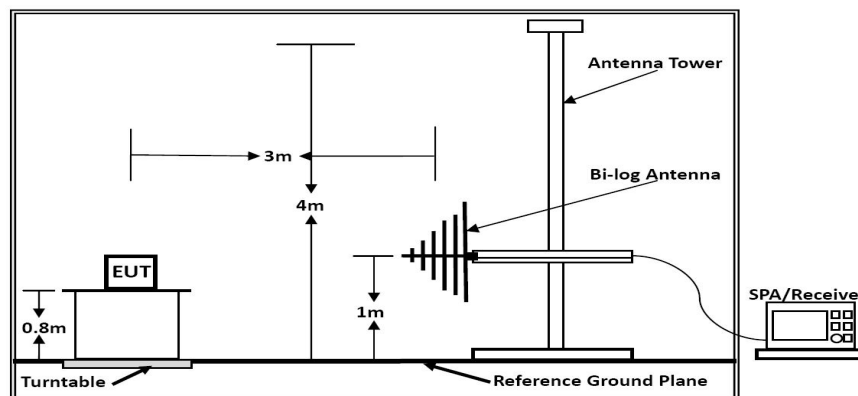 Antenna Tower
3m
Bi-log Antenna
4m
EUT
SPA/Receive
0.8m
1m
Turntable
Reference Ground Plane